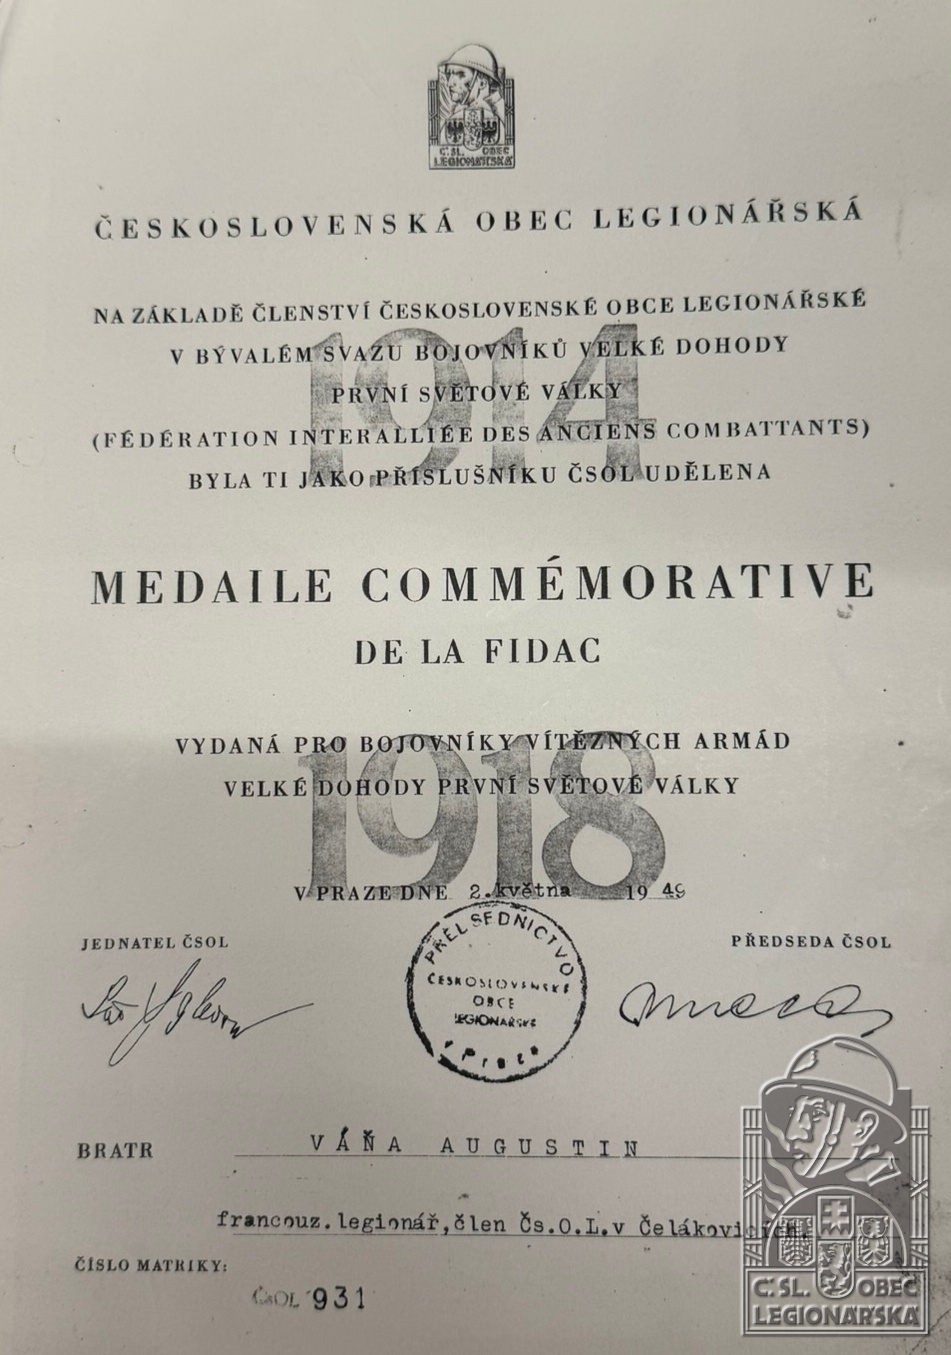 Č.SL. OBEC
LEGIONÁŘSKÁ
ČESKOSLOVENSKÁ OBEC LEGIONÁŘSKÁ
NA ZÁKLADĚ ČLENSTVÍ ČESKOSLOVENSKÉ OBCE LEGIONÁŘSKÉ
V BÝVALÉM SVAZU BOJOVNÍKŮ VELKÉ DOHODY
1914
PRVNÍ SVĚTOVÉ VÁLKY
(FÉDÉRATION INTERALLIÉE DES ANCIENS COMBATTANTS)
BYLA TI JAKO PŘÍSLUŠNÍKU ČSOL UDĚLENA
MEDAILE COMMÉMORATIVE
DE LA FIDAC
VYDANÁ PRO BOJOVNÍKY VÍTĚZNÝCH ARMÁD
VELKÉ DOHODY PRVNÍ SVĚTOVÉ VÁLKY
1918
V PRAZE DNE 2. května 1948
JEDNATEL ČSOL
PŘEDSEDA ČSOL
PŘEDSEDNICTVO
ČESKOSLOVENSKÉ
OBCE
LEGIONÁŘSKÉ
v Praze
BRATR VÁŇA AUGUSTIN
francouz.legionář,člen Čs.O.L.v Čelákovicích.
ČÍSLO MATRIKY:
ČsOL 931
Č.SL. OBEC
LEGIONÁŘSKÁ